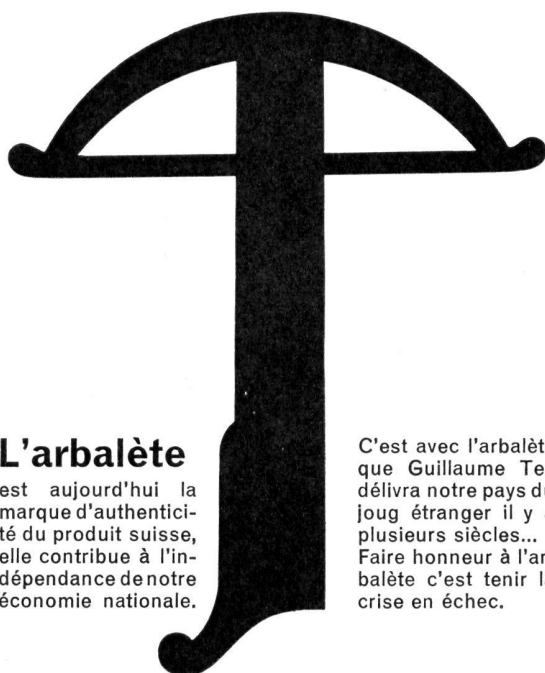 L'arbalète
est aujourd'hui la
marque d'authentici-
té du produit suisse,
elle contribue à l'in-
dépendance de notre
économie nationale.
C'est avec l'arbalèt
que Guillaume Te
délivra notre pays du
joug étranger il y
plusieurs siècles...
Faire honneur à l'ar
balète c'est tenir l
crise en échec.